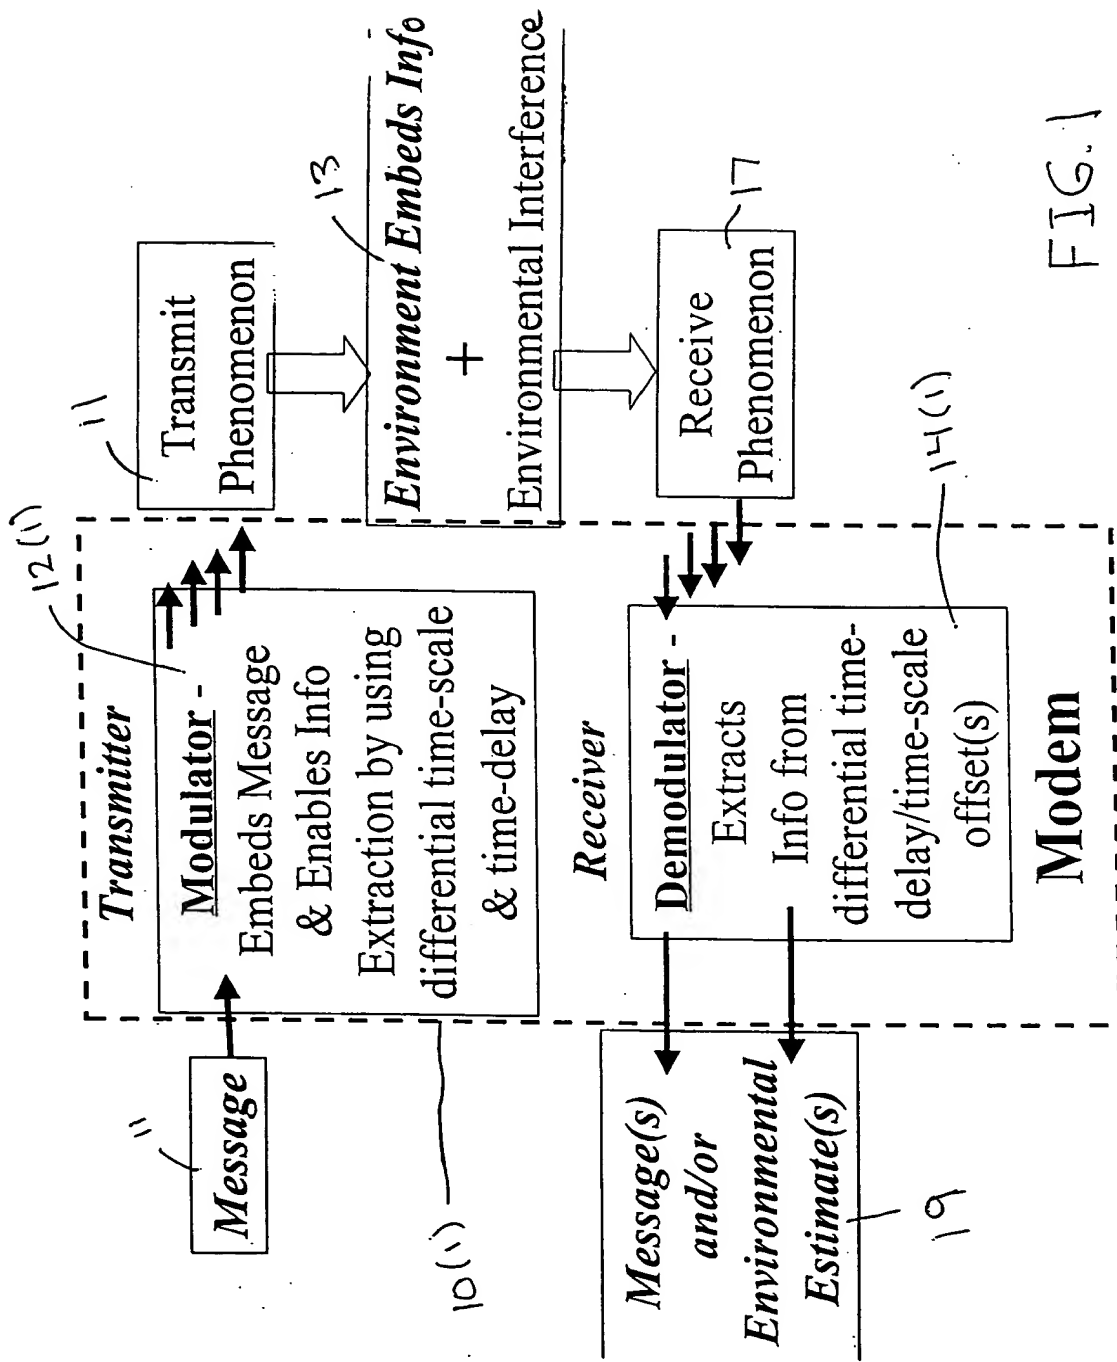 11
Message
10(1)
Transmitter
12(1)
Modulator -
Embeds Message
& Enables Info
Extraction by using
differential time-scale
& time-delay
11
Transmit
Phenomenon
13
Environment Embeds Info
+
Environmental Interference
Receive
Phenomenon
17
Receiver
Demodulator -
Extracts
Info from
differential time-
delay/time-scale
offset(s)
14(1)
Modem
Message(s)
and/or
Environmental
Estimate(s)
19
FIG. 1